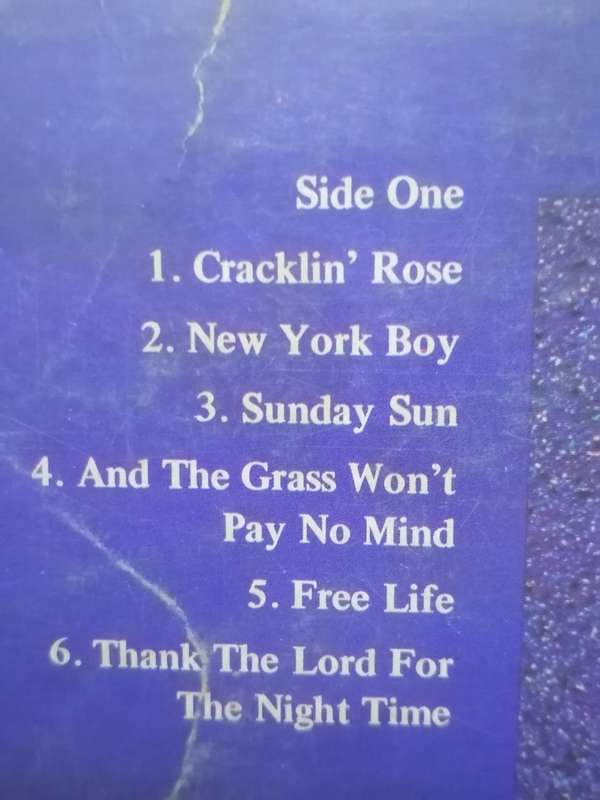 Side One
1. Cracklin' Rose
2. New York Boy
3. Sunday Sun
4. And The Grass Won't
Pay No Mind
5. Free Life
6. Thank The Lord For
The Night Time